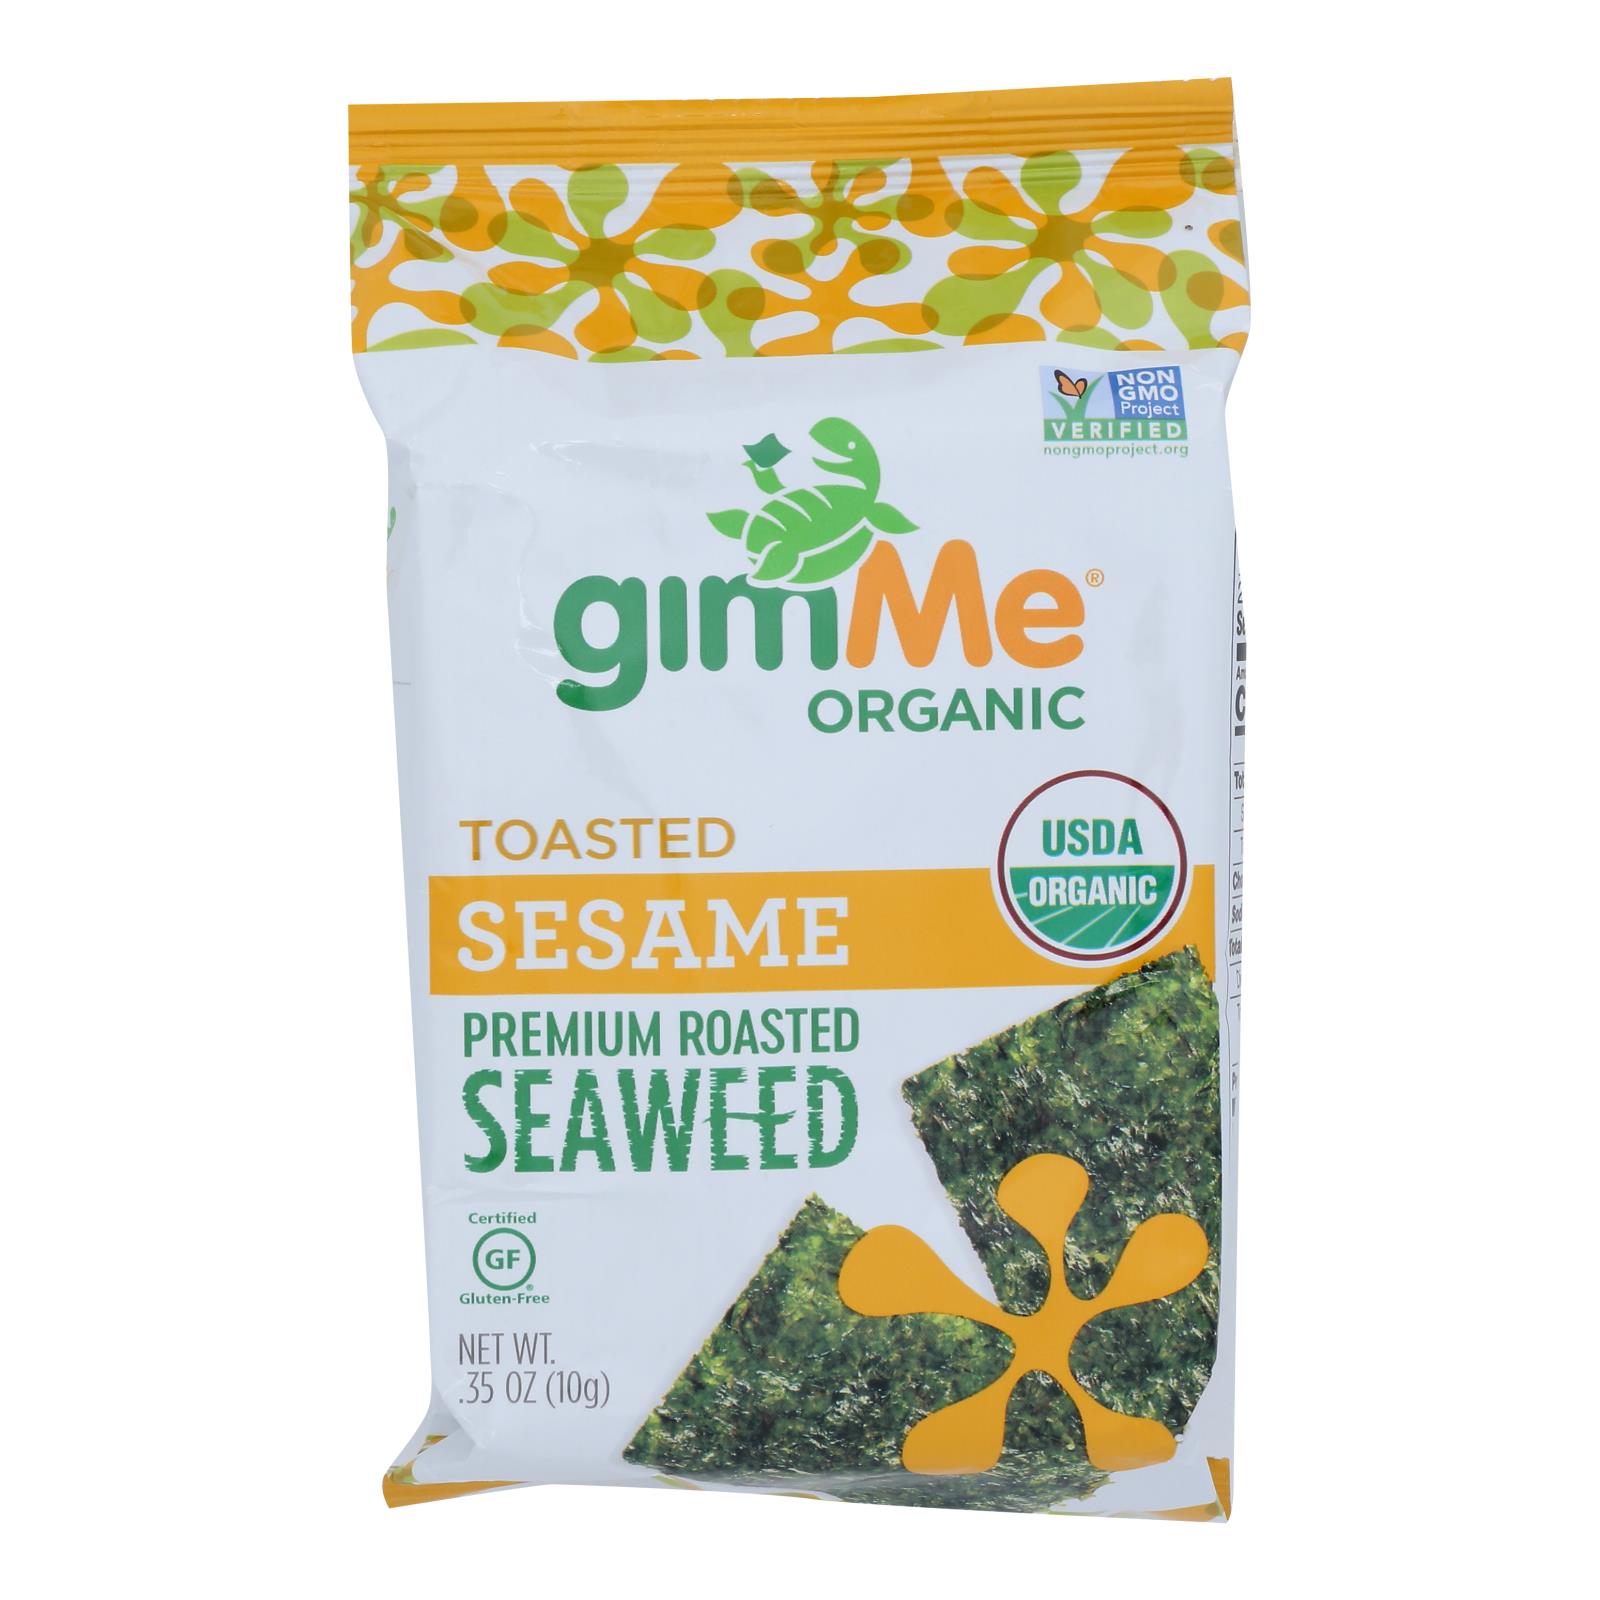 NON
GMO
Project
VERIFIED
nongmoproject.org
gimMe®
ORGANIC
TOASTED
USDA
ORGANIC
SESAME
PREMIUM ROASTED
SEAWEED
Certified
GF®
Gluten-Free
NET WT.
.35 OZ (10g)